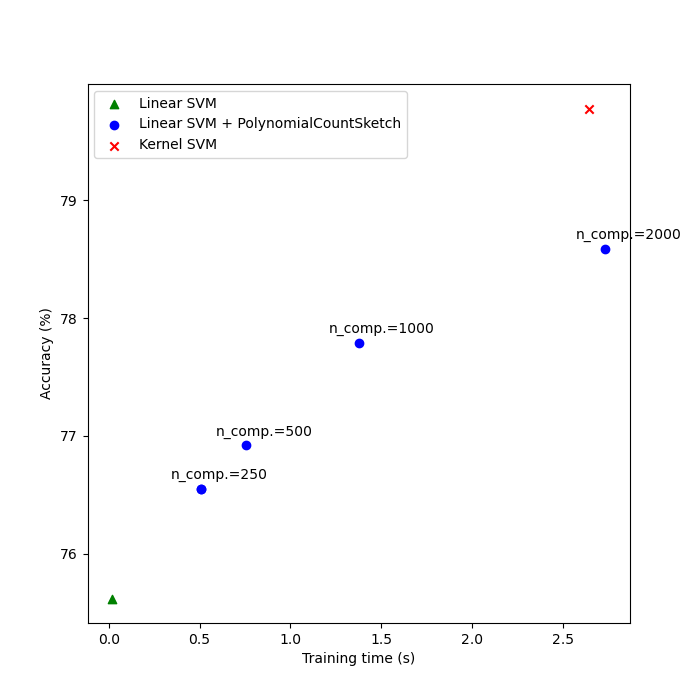 Linear SVM
Linear SVM + PolynomialCountSketch
Kernel SVM
n_comp.=2000
n_comp.=1000
n_comp.=500
n_comp.=250
79
78
77
76
Accuracy (%)
0.0 0.5 1.0 1.5 2.0 2.5
Training time (s)